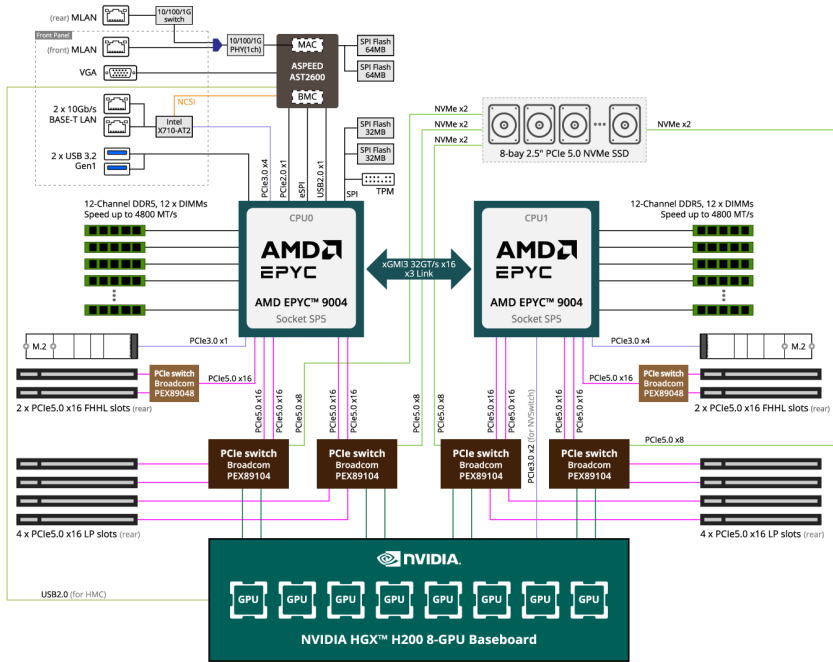 (rear) MLAN
10/100/1G
switch
Front Panel
(front) MLAN
10/100/1G
PHY(1ch)
MAC
ASPEED
AST2600
BMC
SPI Flash
64MB
SPI Flash
64MB
VGA
NCSI
2 x 10Gb/s
BASE-T LAN
Intel
X710-AT2
2 x USB 3.2
Gen1
SPI Flash
32MB
SPI Flash
32MB
TPM
PCIe3.0 x4
PCIe2.0 x1
eSPI
USB2.0 x1
SPI
NVMe x2
NVMe x2
NVMe x2
NVMe x2
8-bay 2.5" PCIe 5.0 NVMe SSD
12-Channel DDR5, 12 x DIMMs
Speed up to 4800 MT/s
CPU0
AMD
EPYC
AMD EPYC™ 9004
Socket SP5
xGMI3 32GT/s x16
x3 Link
CPU1
AMD
EPYC
AMD EPYC™ 9004
Socket SP5
12-Channel DDR5, 12 x DIMMs
Speed up to 4800 MT/s
M.2
PCIe3.0 x1
PCIe3.0 x4
M.2
PCIe switch
Broadcom
PEX89048
PCIe5.0 x16
2 x PCIe5.0 x16 FHHL slots (rear)
PCIe5.0 x16
PCIe5.0 x16
PCIe5.0 x8
PCIe5.0 x16
PCIe5.0 x16
PCIe5.0 x8
PCIe5.0 x8
PCIe5.0 x16
PCIe5.0 x16
PCIe3.0 x2 (for NVSwitch)
PCIe5.0 x16
PCIe5.0 x16
PCIe5.0 x16
PCIe switch
Broadcom
PEX89048
2 x PCIe5.0 x16 FHHL slots (rear)
PCIe switch
Broadcom
PEX89104
PCIe switch
Broadcom
PEX89104
PCIe switch
Broadcom
PEX89104
PCIe switch
Broadcom
PEX89104
PCIe5.0 x8
4 x PCIe5.0 x16 LP slots (rear)
4 x PCIe5.0 x16 LP slots (rear)
NVIDIA.
USB2.0 (for HMC)
GPU GPU GPU GPU GPU GPU GPU GPU
NVIDIA HGX™ H200 8-GPU Baseboard